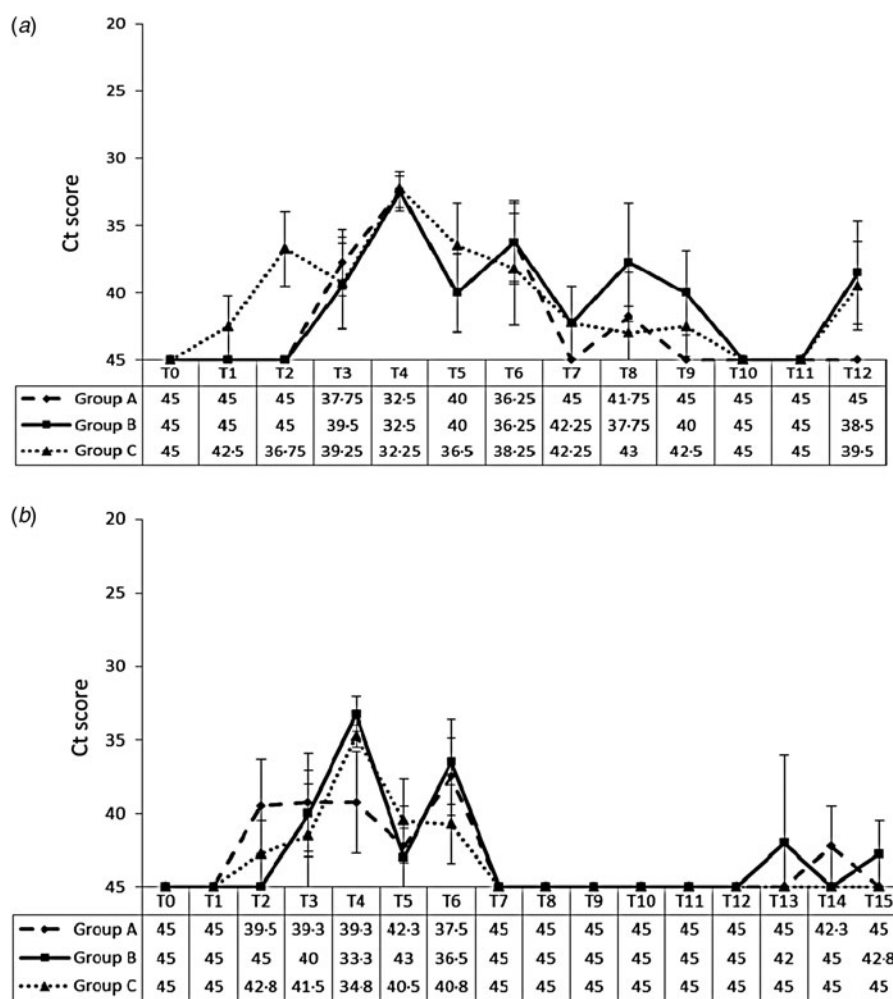 (a)
20
25
30
35
40
45
Ct score
T0 T1 T2 T3 T4 T5 T6 T7 T8 T9 T10 T11 T12
Group A 45 45 45 37·75 32·5 40 36·25 45 41·75 45 45 45 45
Group B 45 45 45 39·5 32·5 40 36·25 42·25 37·75 40 45 45 38·5
Group C 45 42·5 36·75 39·25 32·25 36·5 38·25 42·25 43 42·5 45 45 39·5
(b)
20
25
30
35
40
45
Ct score
T0 T1 T2 T3 T4 T5 T6 T7 T8 T9 T10 T11 T12 T13 T14 T15
Group A 45 45 39·5 39·3 39·3 42·3 37·5 45 45 45 45 45 45 45 42·3 45
Group B 45 45 45 40 33·3 43 36·5 45 45 45 45 45 45 42 45 42·8
Group C 45 45 42·8 41·5 34·8 40·5 40·8 45 45 45 45 45 45 45 45 45